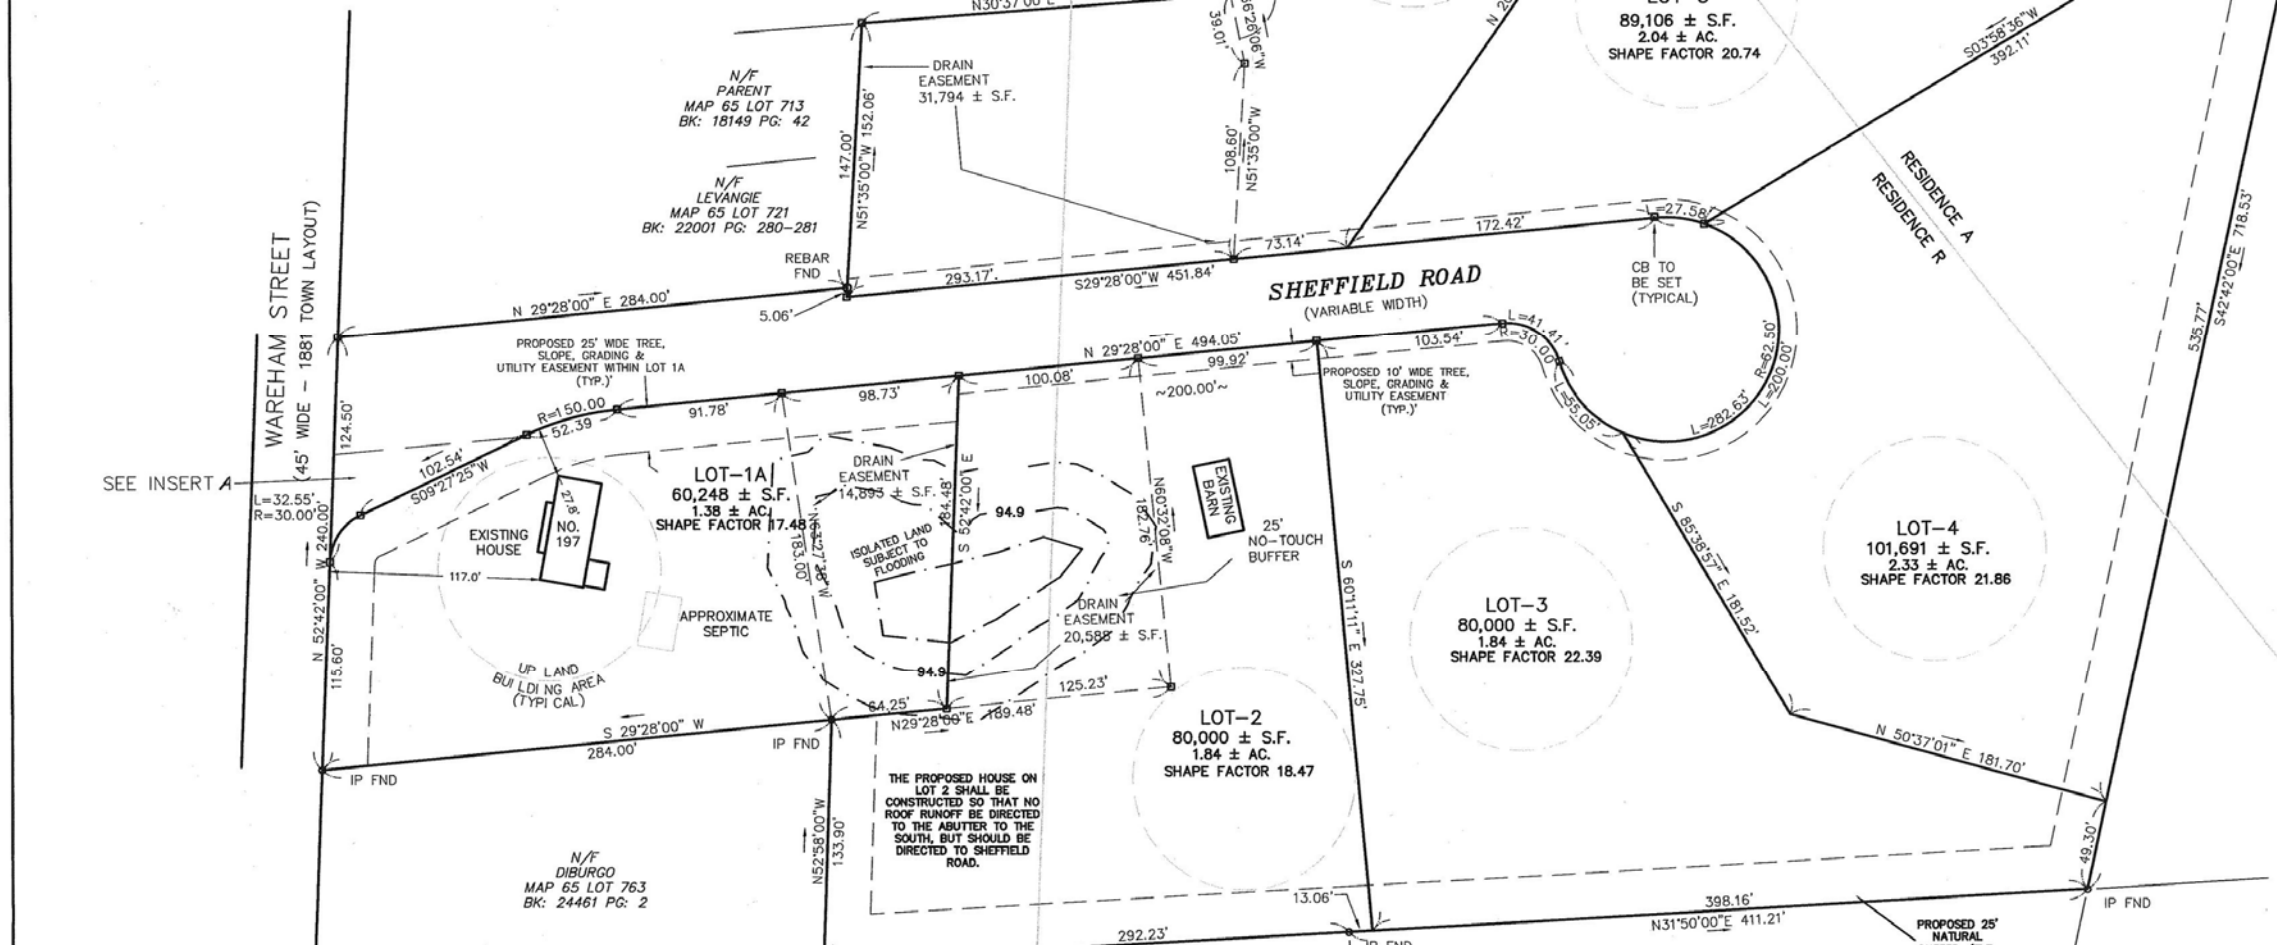 N30°37'00"E
89,106 ± S.F.
2.04 ± AC.
SHAPE FACTOR 20.74
S03°58'36"W
392.11'
39.01'
N/F
PARENT
MAP 65 LOT 713
BK: 18149 PG: 42
DRAIN
EASEMENT
31,794 ± S.F.
147.00'
N51°35'00"W 152.06'
108.60'
N51°35'00"W
N/F
LEVANGIE
MAP 65 LOT 721
BK: 22001 PG: 280-281
REBAR
FND
RESIDENCE A
RESIDENCE R
S42°42'00"E 718.53'
535.77'
WAREHAM STREET
(45' WIDE - 1881 TOWN LAYOUT)
N 29°28'00" E 284.00'
5.06'
293.17'
S29°28'00"W 451.84'
73.14'
172.42'
L=27.58'
SHEFFIELD ROAD
(VARIABLE WIDTH)
CB TO
BE SET
(TYPICAL)
PROPOSED 25' WIDE TREE,
SLOPE, GRADING &
UTILITY EASEMENT WITHIN LOT 1A
(TYP.)'
124.50'
R=150.00
52.39
91.78'
98.73'
100.08'
N 29°28'00" E 494.05'
99.92'
~200.00'~
103.54'
L=41.41'
R=30.00'
L=55.05'
L=282.63'
R=62.50'
L=200.00'
PROPOSED 10' WIDE TREE,
SLOPE, GRADING &
UTILITY EASEMENT
(TYP.)'
SEE INSERT A
102.54'
S09°27'25"W
L=32.55'
R=30.00'
N 52°42'00" W 240.00'
115.60'
EXISTING
HOUSE
27.8'
NO.
197
117.0'
LOT-1A
60,248 ± S.F.
1.38 ± AC.
SHAPE FACTOR 17.48
DRAIN
EASEMENT
14,893 ± S.F.
183.00'
184.48'
S 52°42'00" E
ISOLATED LAND
SUBJECT TO
FLOODING
94.9
N60°32'08"W
182.76'
EXISTING
BARN
25'
NO-TOUCH
BUFFER
DRAIN
EASEMENT
20,588 ± S.F.
94.9
APPROXIMATE
SEPTIC
UP LAND
BUILDING AREA
(TYPICAL)
S 60°11'11" E 327.75'
LOT-3
80,000 ± S.F.
1.84 ± AC.
SHAPE FACTOR 22.39
S 85°38'57" E 181.52'
LOT-4
101,691 ± S.F.
2.33 ± AC.
SHAPE FACTOR 21.86
S 29°28'00" W
284.00'
IP FND
IP FND
64.25'
N29°28'00"E 189.48'
125.23'
LOT-2
80,000 ± S.F.
1.84 ± AC.
SHAPE FACTOR 18.47
N 50°37'01" E 181.70'
49.30'
N52°58'00"W
133.90'
THE PROPOSED HOUSE ON
LOT 2 SHALL BE
CONSTRUCTED SO THAT NO
ROOF RUNOFF BE DIRECTED
TO THE ABUTTER TO THE
SOUTH, BUT SHOULD BE
DIRECTED TO SHEFFIELD
ROAD.
N/F
DIBURGO
MAP 65 LOT 763
BK: 24461 PG: 2
13.06'
292.23'
398.16'
N31°50'00"E 411.21'
IP FND
PROPOSED 25'
NATURAL